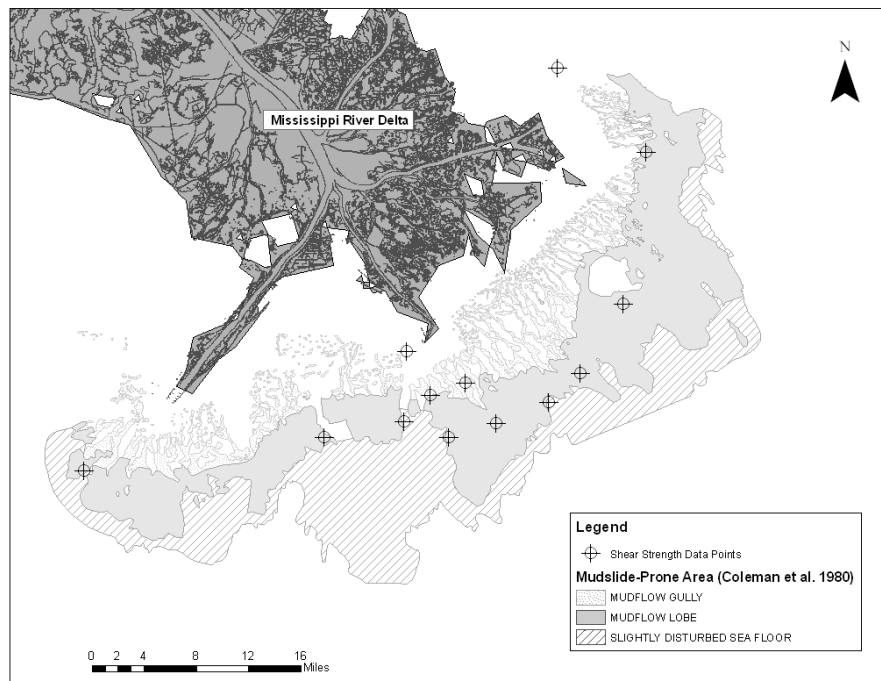 N
Mississippi River Delta
Legend
Shear Strength Data Points
Mudslide-Prone Area (Coleman et al. 1980)
MUDFLOW GULLY
MUDFLOW LOBE
SLIGHTLY DISTURBED SEA FLOOR
0 2 4 8 12 16
Miles